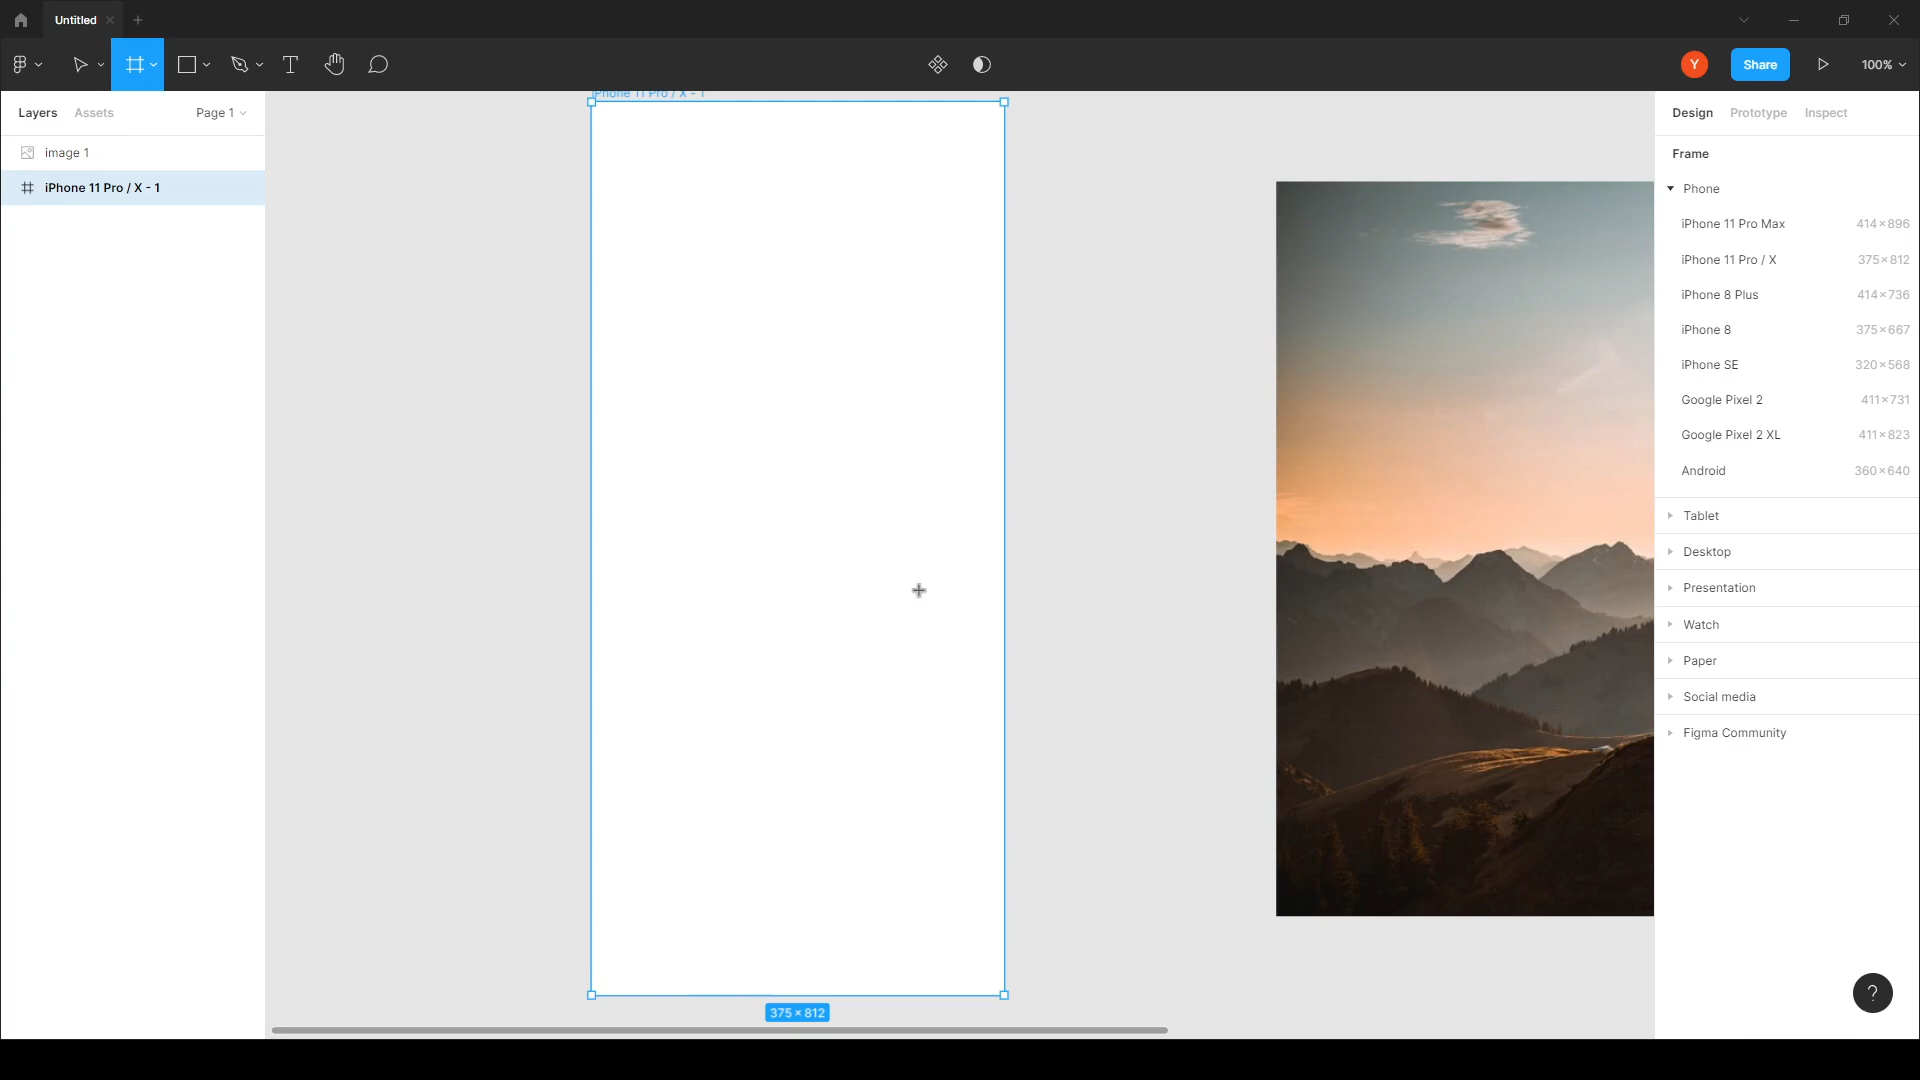 Untitled
Share
100%
Y
Layers
Assets
Page 1
image 1
iPhone 11 Pro / X - 1
iPhone 11 Pro / X - 1
375 × 812
Design
Prototype
Inspect
Frame
Phone
iPhone 11 Pro Max 414×896
iPhone 11 Pro / X 375×812
iPhone 8 Plus 414×736
iPhone 8 375×667
iPhone SE 320×568
Google Pixel 2 411×731
Google Pixel 2 XL 411×823
Android 360×640
Tablet
Desktop
Presentation
Watch
Paper
Social media
Figma Community
?